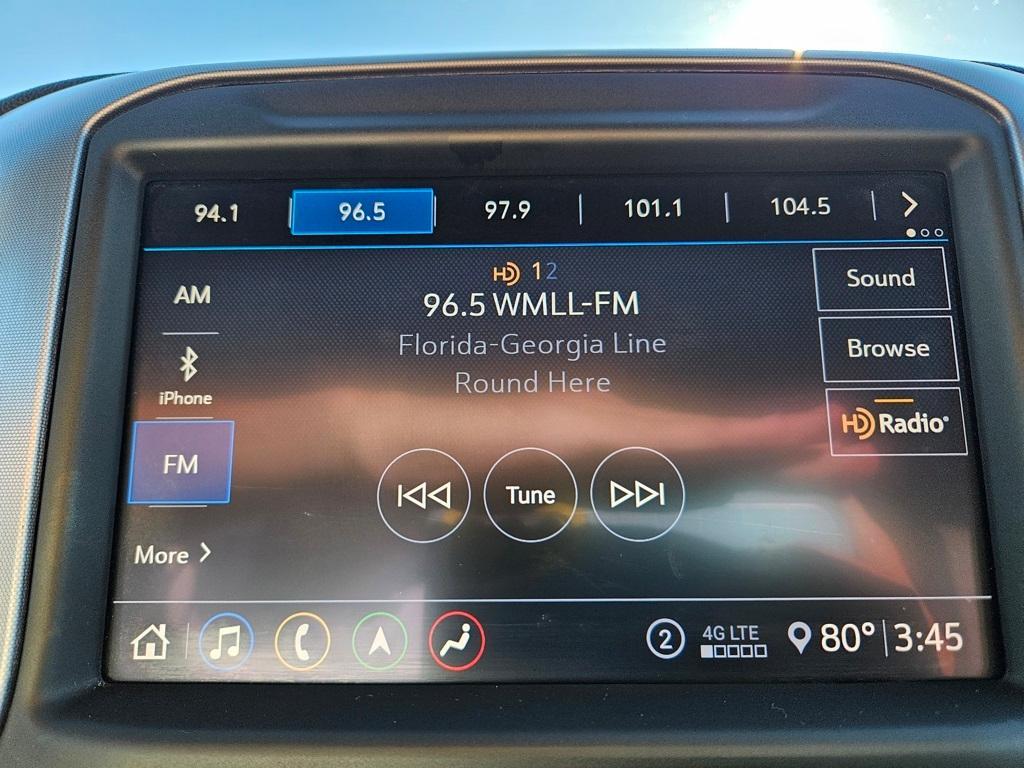 94.1 96.5 97.9 101.1 104.5
HD 1 2
96.5 WMLL-FM
Florida-Georgia Line
Round Here
AM
iPhone
FM
More
Tune
Sound
Browse
HD Radio®
2 4G LTE 80° 3:45